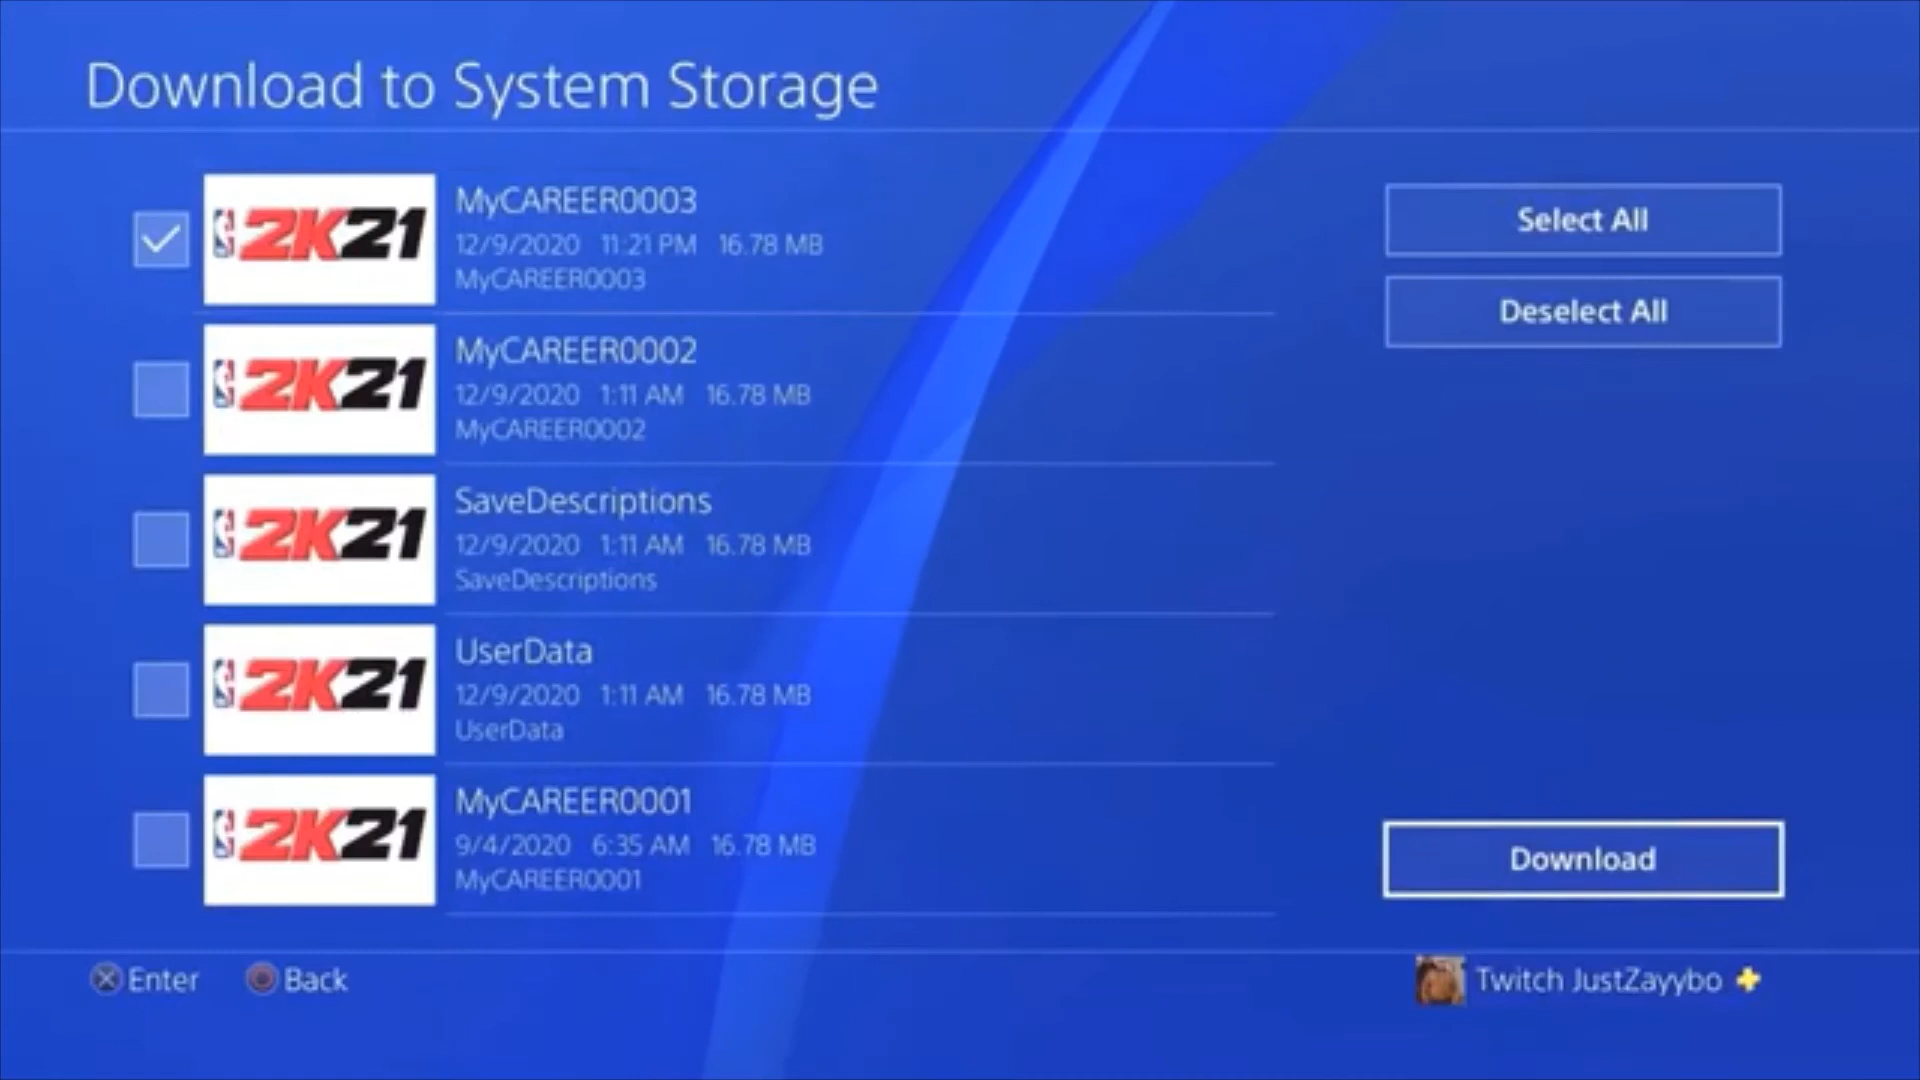 Download to System Storage
2K21
MyCAREER0003
12/9/2020 11:21 PM 16.78 MB
MyCAREER0003
2K21
MyCAREER0002
12/9/2020 1:11 AM 16.78 MB
MyCAREER0002
2K21
SaveDescriptions
12/9/2020 1:11 AM 16.78 MB
SaveDescriptions
2K21
UserData
12/9/2020 1:11 AM 16.78 MB
UserData
2K21
MyCAREER0001
9/4/2020 6:35 AM 16.78 MB
MyCAREER0001
Select All
Deselect All
Download
Enter
Back
Twitch JustZayybo